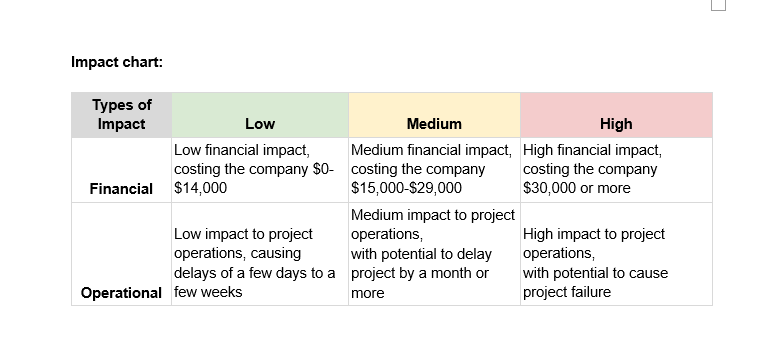 Impact chart:
Types of
Impact
Low
Medium
High
Financial
Low financial impact,
costing the company $0-
$14,000
Medium financial impact,
costing the company
$15,000-$29,000
High financial impact,
costing the company
$30,000 or more
Operational
Low impact to project
operations, causing
delays of a few days to a
few weeks
Medium impact to project
operations,
with potential to delay
project by a month or
more
High impact to project
operations,
with potential to cause
project failure